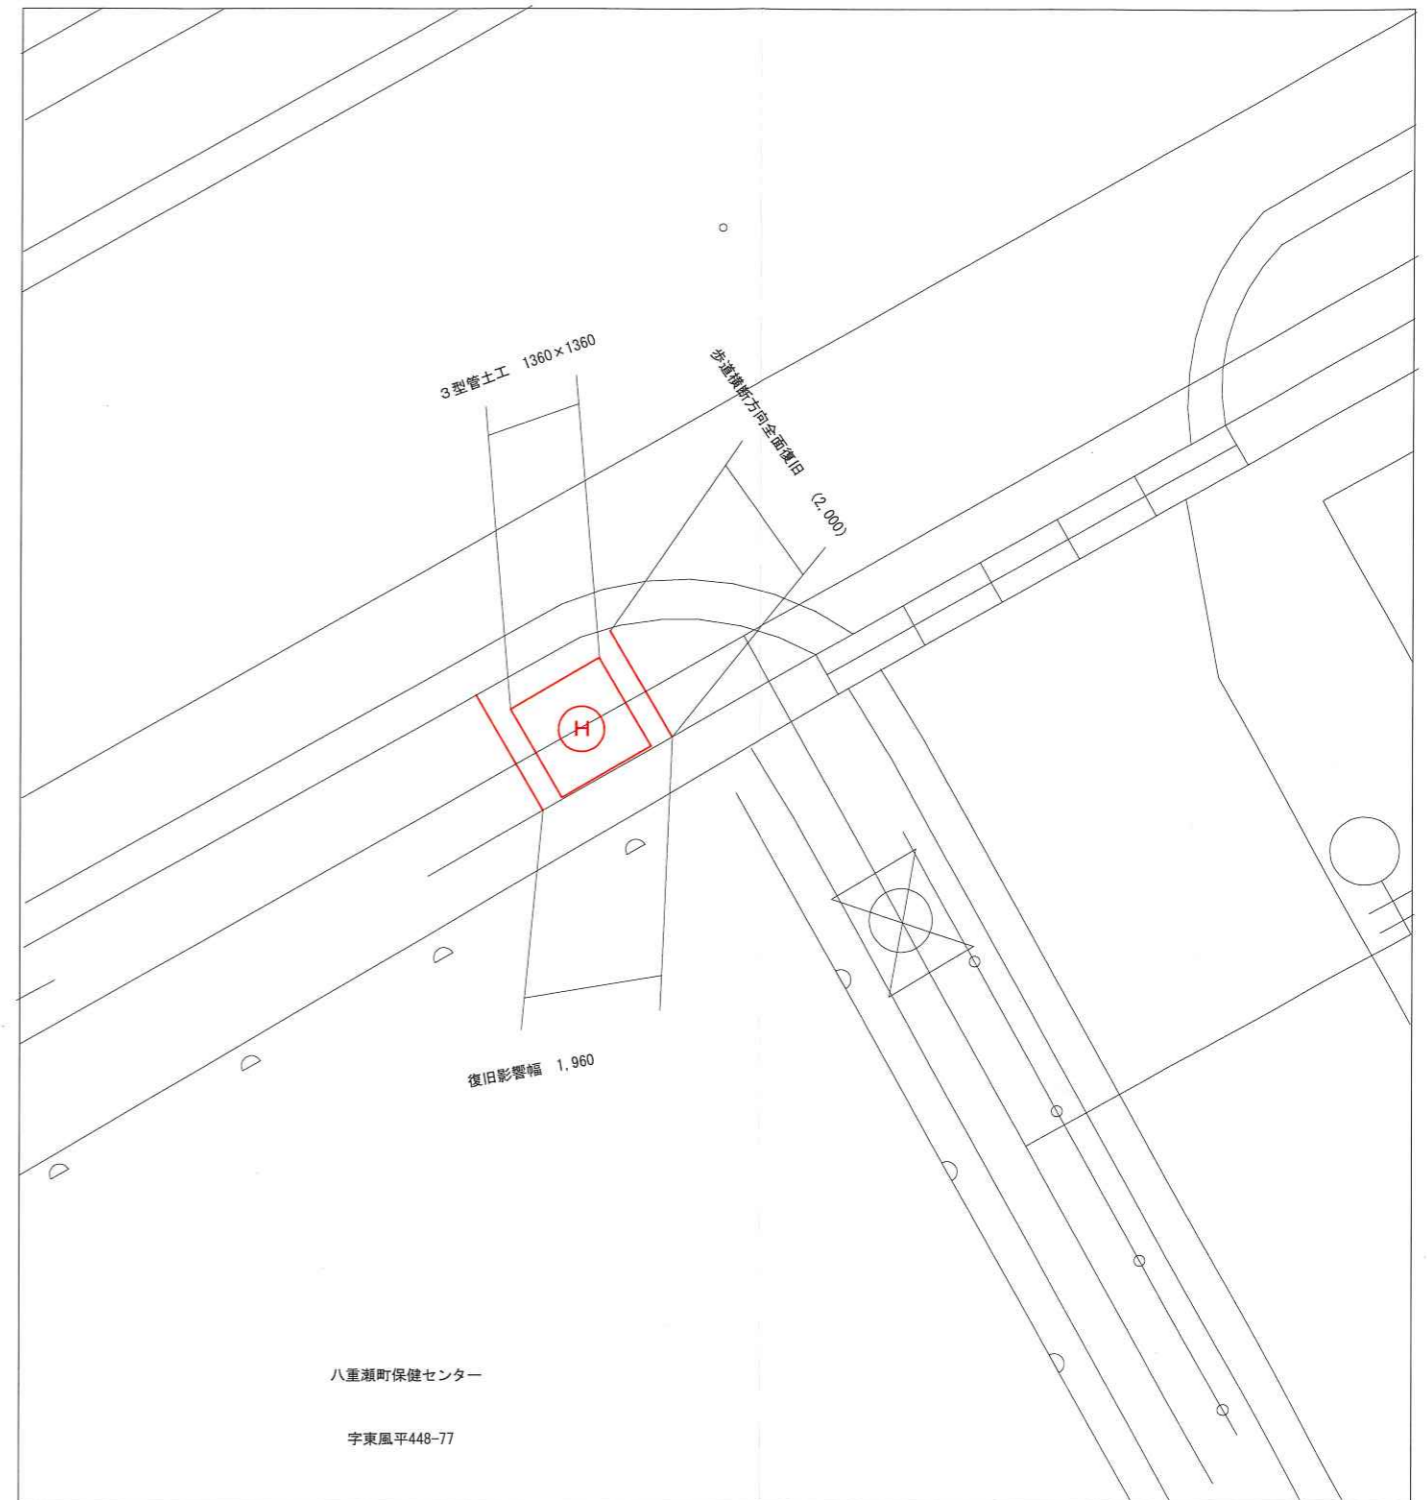 3型管土工　1360×1360
歩道横断方向全面復旧　(2,000)
H
復旧影響幅　1,960
八重瀬町保健センター
字東風平448-77